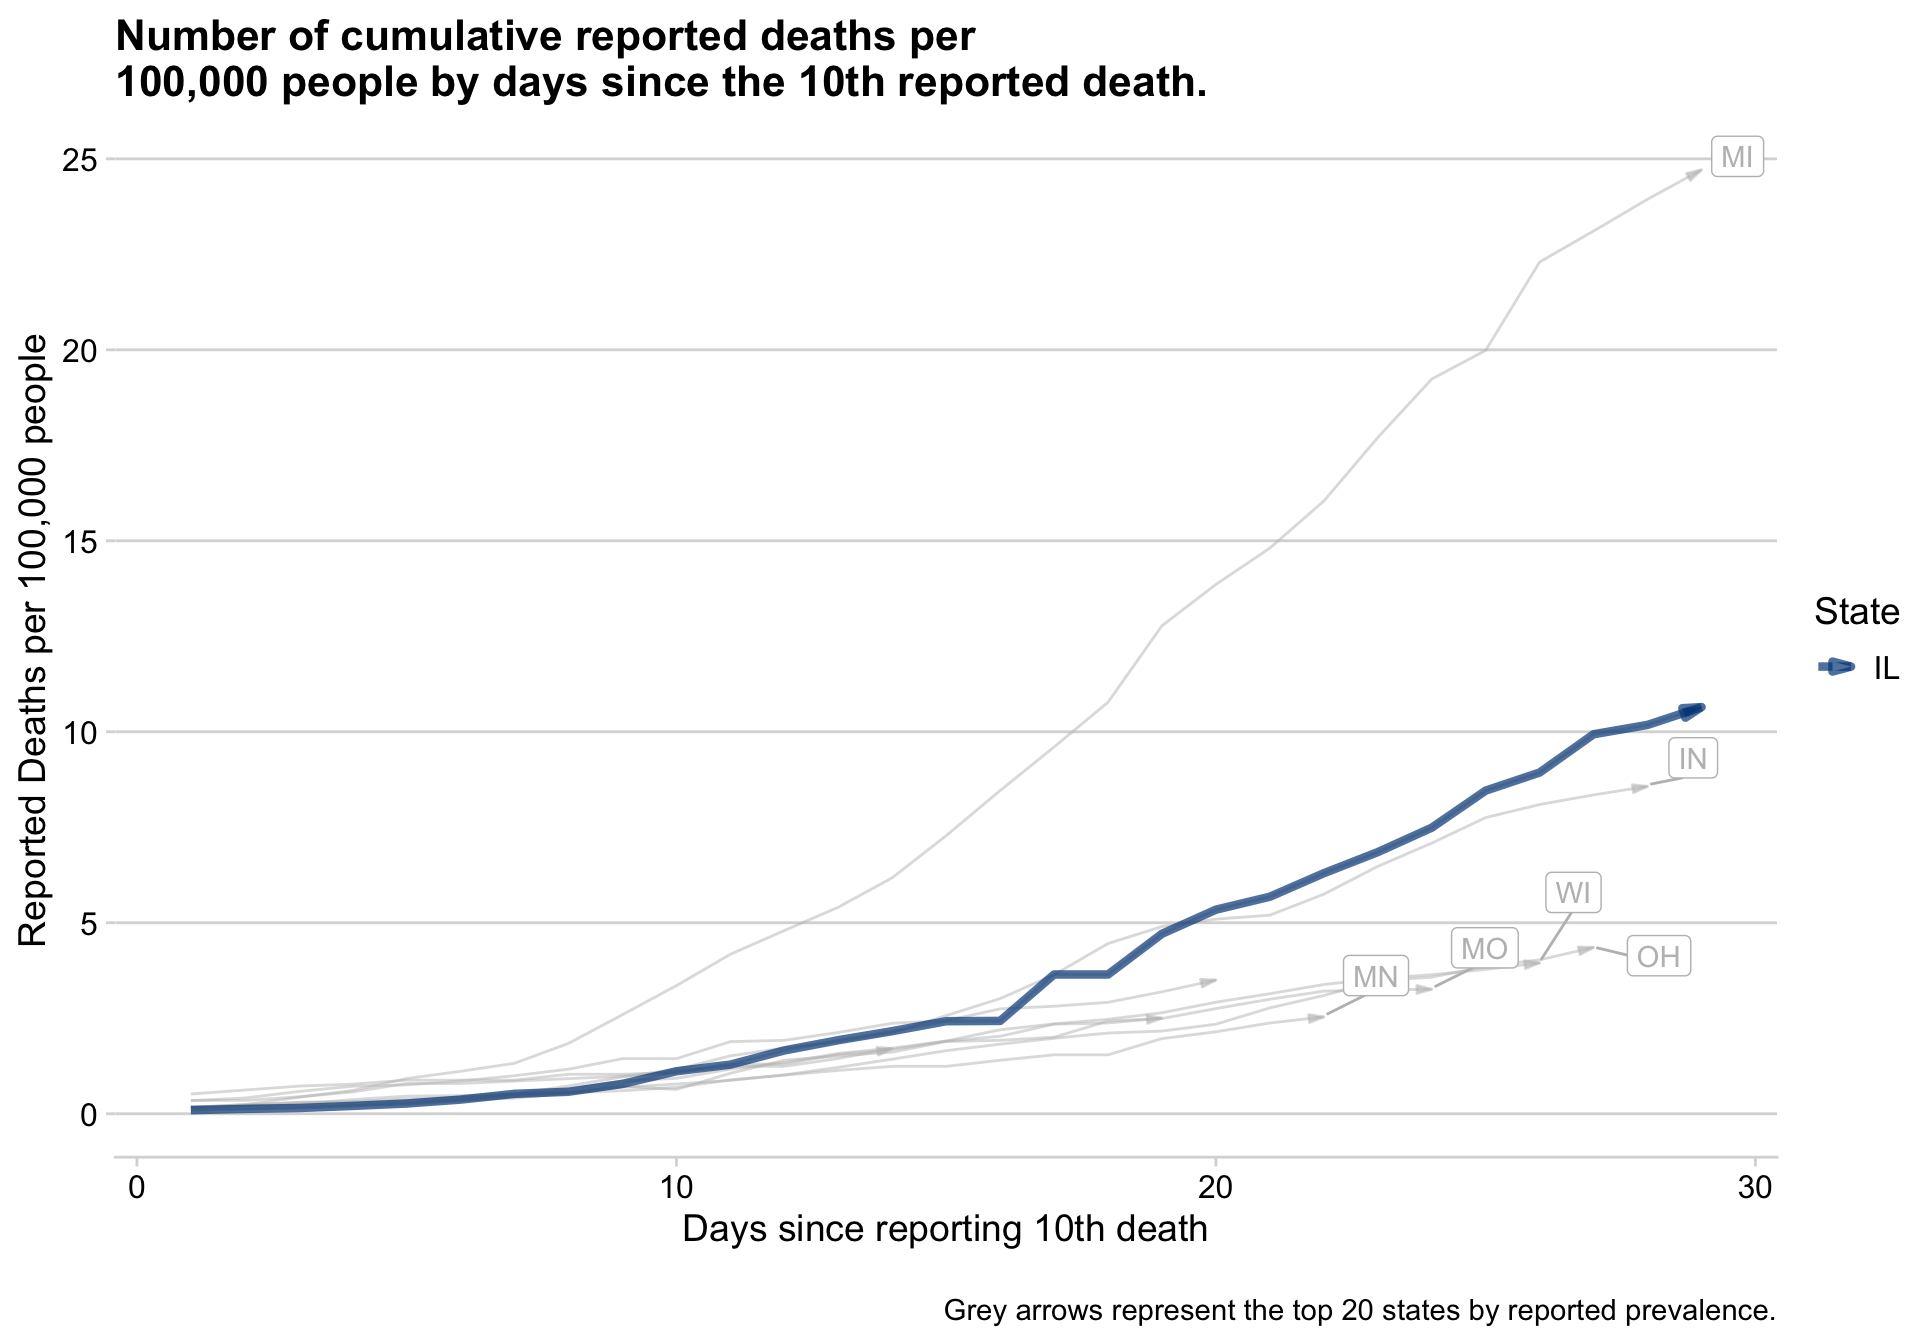 Number of cumulative reported deaths per
100,000 people by days since the 10th reported death.
Reported Deaths per 100,000 people
25
20
15
10
5
0
MI
IN
WI
MO
OH
MN
State
IL
0
10
20
30
Days since reporting 10th death
Grey arrows represent the top 20 states by reported prevalence.